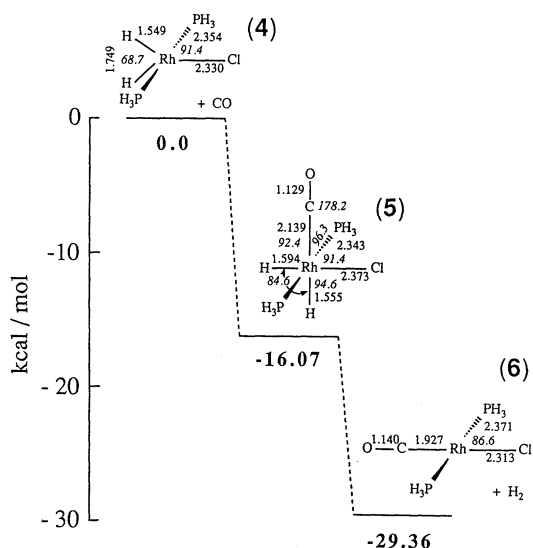 (4)
PH3
H 1.549 2.354
1.749 68.7 Rh 91.4 Cl
2.330
H
H3P
+ CO
0
0.0
O
1.129
C 178.2
(5)
2.139 96.3 PH3
92.4 2.343
-10
1.594 91.4
H Rh Cl
2.373
84.6 94.6
H3P 1.555
H
kcal / mol
-16.07
- 20
(6)
PH3
2.371
O 1.140 C 1.927 Rh 86.6 Cl
2.313
H3P
+ H2
- 30
-29.36